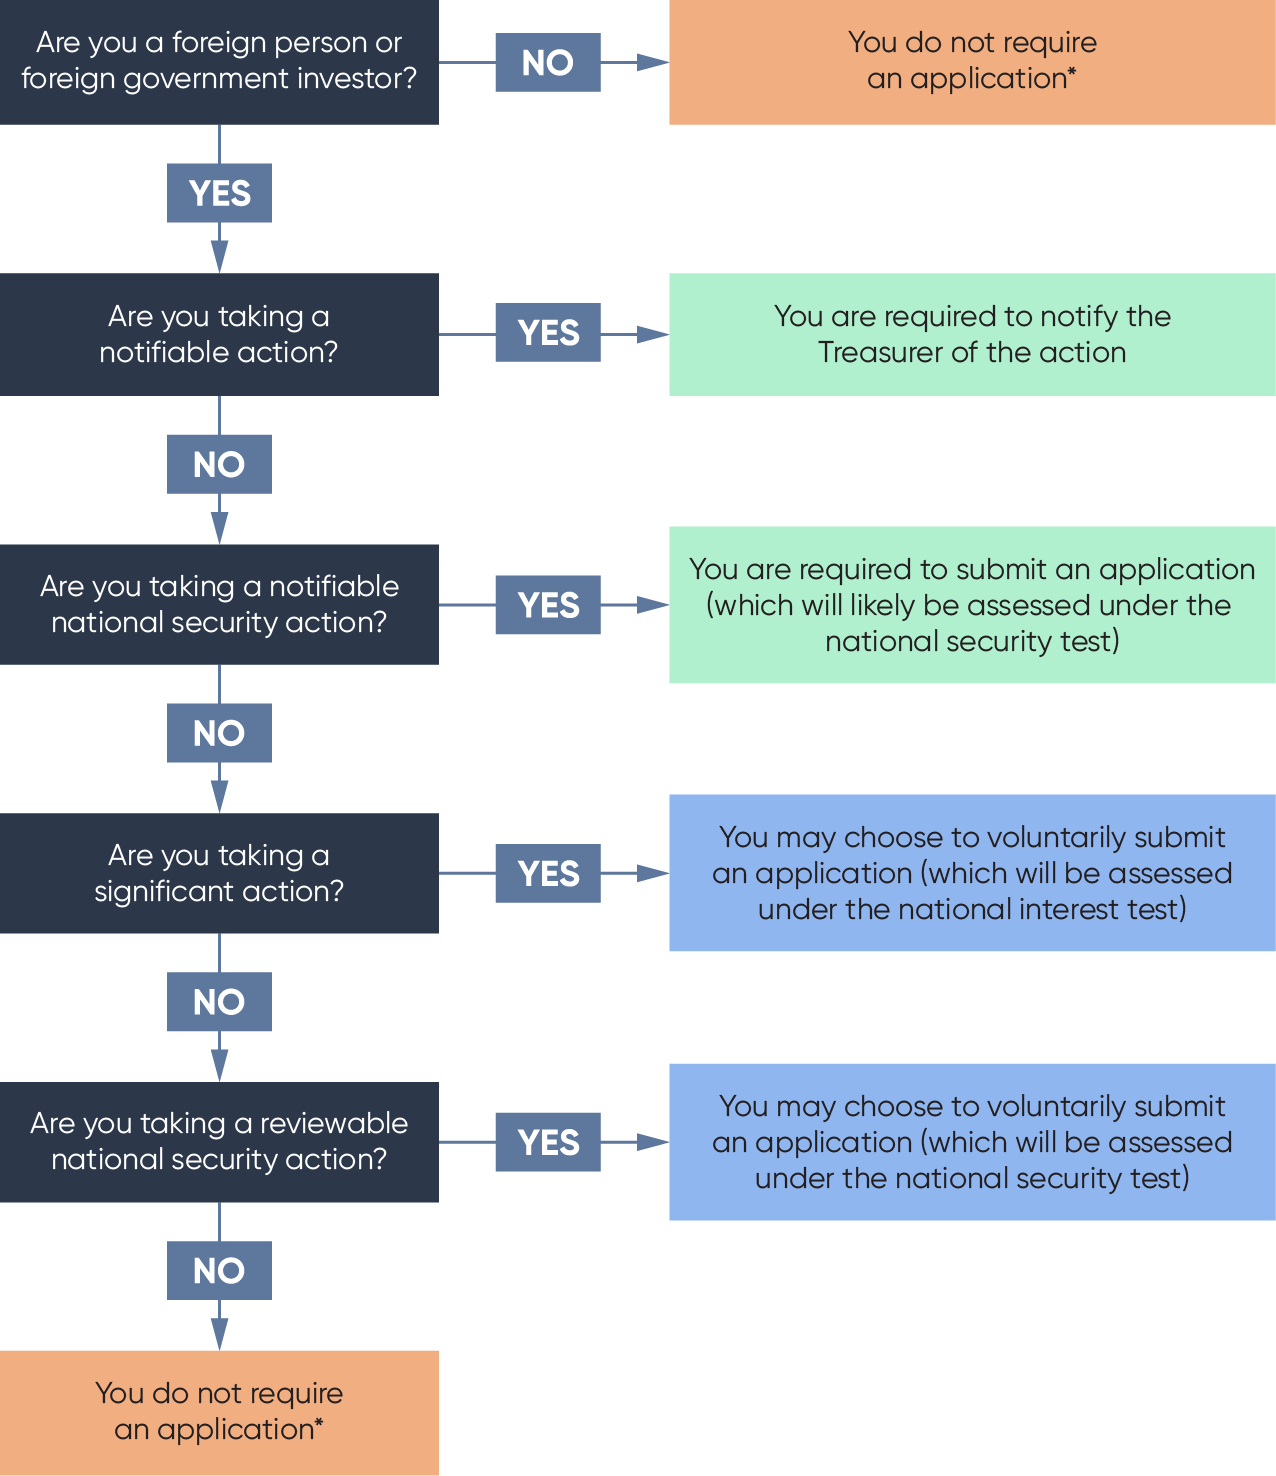 Are you a foreign person or
foreign government investor?
NO
You do not require
an application*
YES
Are you taking a
notifiable action?
YES
You are required to notify the
Treasurer of the action
NO
Are you taking a notifiable
national security action?
YES
You are required to submit an application
(which will likely be assessed under the
national security test)
NO
Are you taking a
significant action?
YES
You may choose to voluntarily submit
an application (which will be assessed
under the national interest test)
NO
Are you taking a reviewable
national security action?
YES
You may choose to voluntarily submit
an application (which will be assessed
under the national security test)
NO
You do not require
an application*